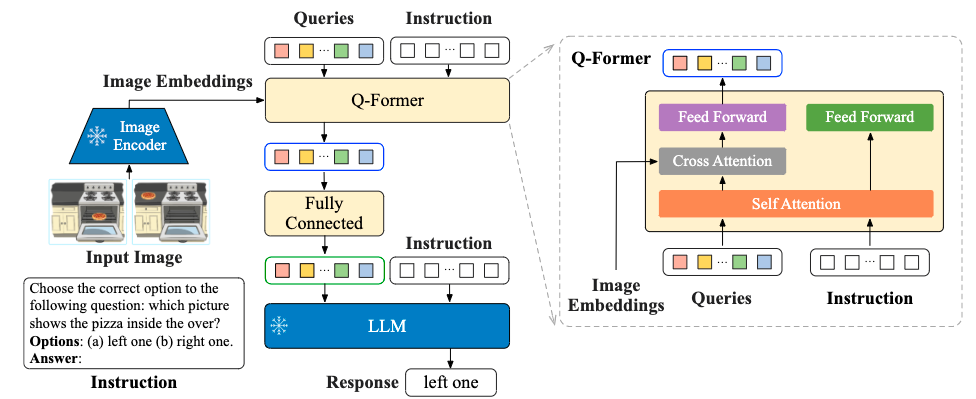 Queries
Instruction
Image Embeddings
Q-Former
Image
Encoder
Input Image
Fully
Connected
Instruction
LLM
Response
left one
Choose the correct option to the
following question: which picture
shows the pizza inside the over?
Options: (a) left one (b) right one.
Answer:
Instruction
Q-Former
Feed Forward
Feed Forward
Cross Attention
Self Attention
Image
Embeddings
Queries
Instruction